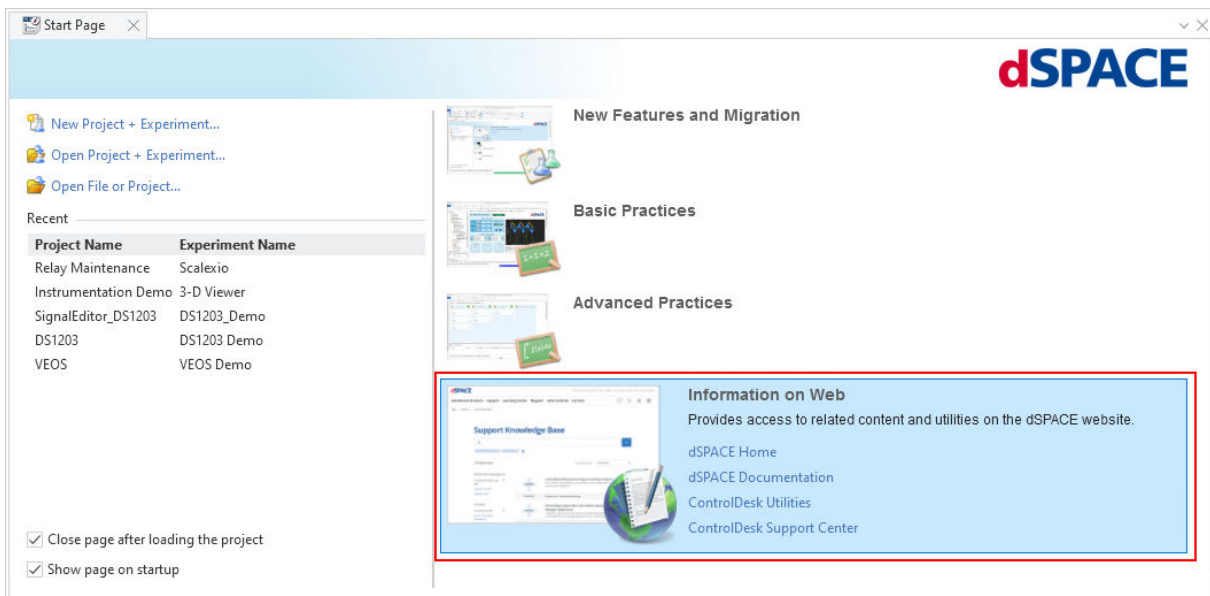 Start Page
dSPACE
New Project + Experiment...
Open Project + Experiment...
Open File or Project...
Recent
Project Name Experiment Name
Relay Maintenance Scalexio
Instrumentation Demo 3-D Viewer
SignalEditor_DS1203 DS1203_Demo
DS1203 DS1203 Demo
VEOS VEOS Demo
Close page after loading the project
Show page on startup
New Features and Migration
Basic Practices
Advanced Practices
dSPACE
Support Knowledge Base
Information on Web
Provides access to related content and utilities on the dSPACE website.
dSPACE Home
dSPACE Documentation
ControlDesk Utilities
ControlDesk Support Center